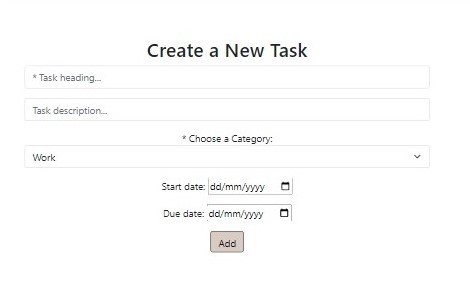 Create a New Task
* Task heading...
Task description...
* Choose a Category:
Work
Start date: dd/mm/yyyy
Due date: dd/mm/yyyy
Add